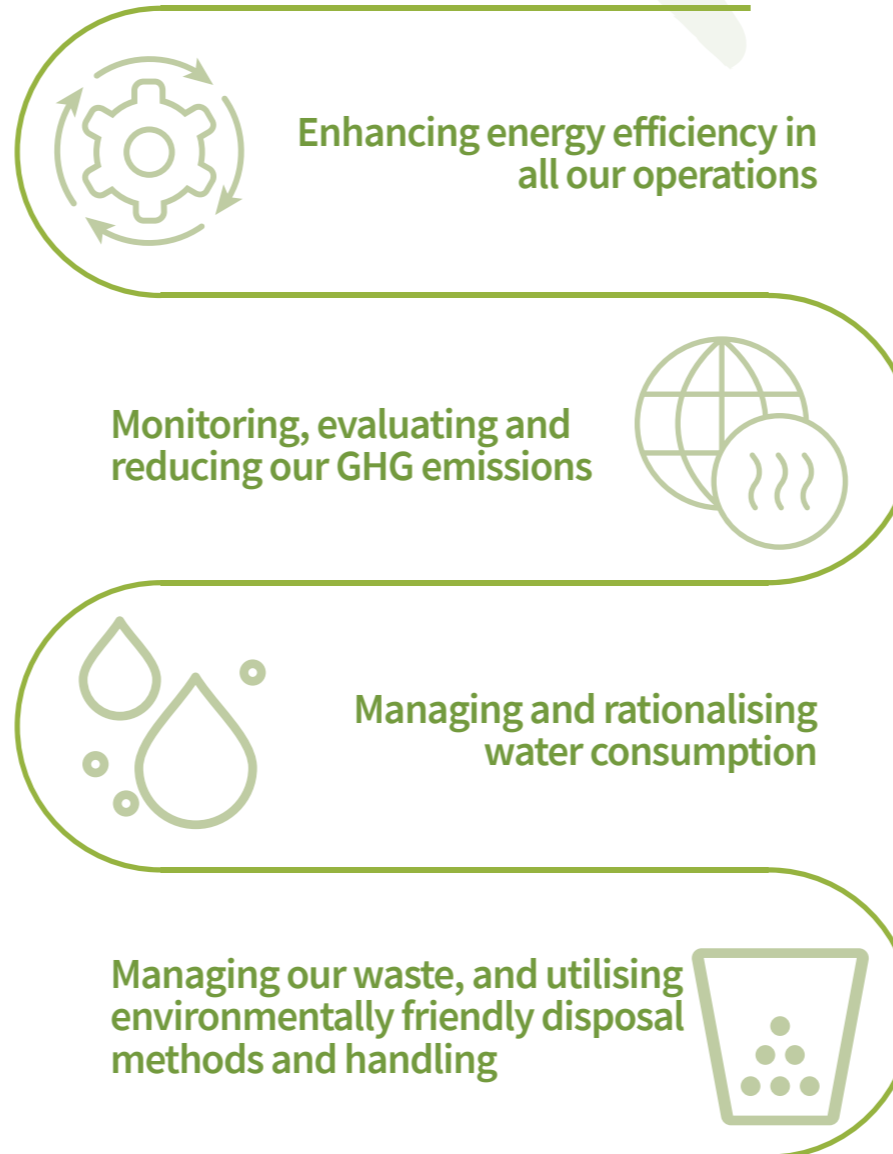 Enhancing energy efficiency in
all our operations
Monitoring, evaluating and
reducing our GHG emissions
Managing and rationalising
water consumption
Managing our waste, and utilising
environmentally friendly disposal
methods and handling